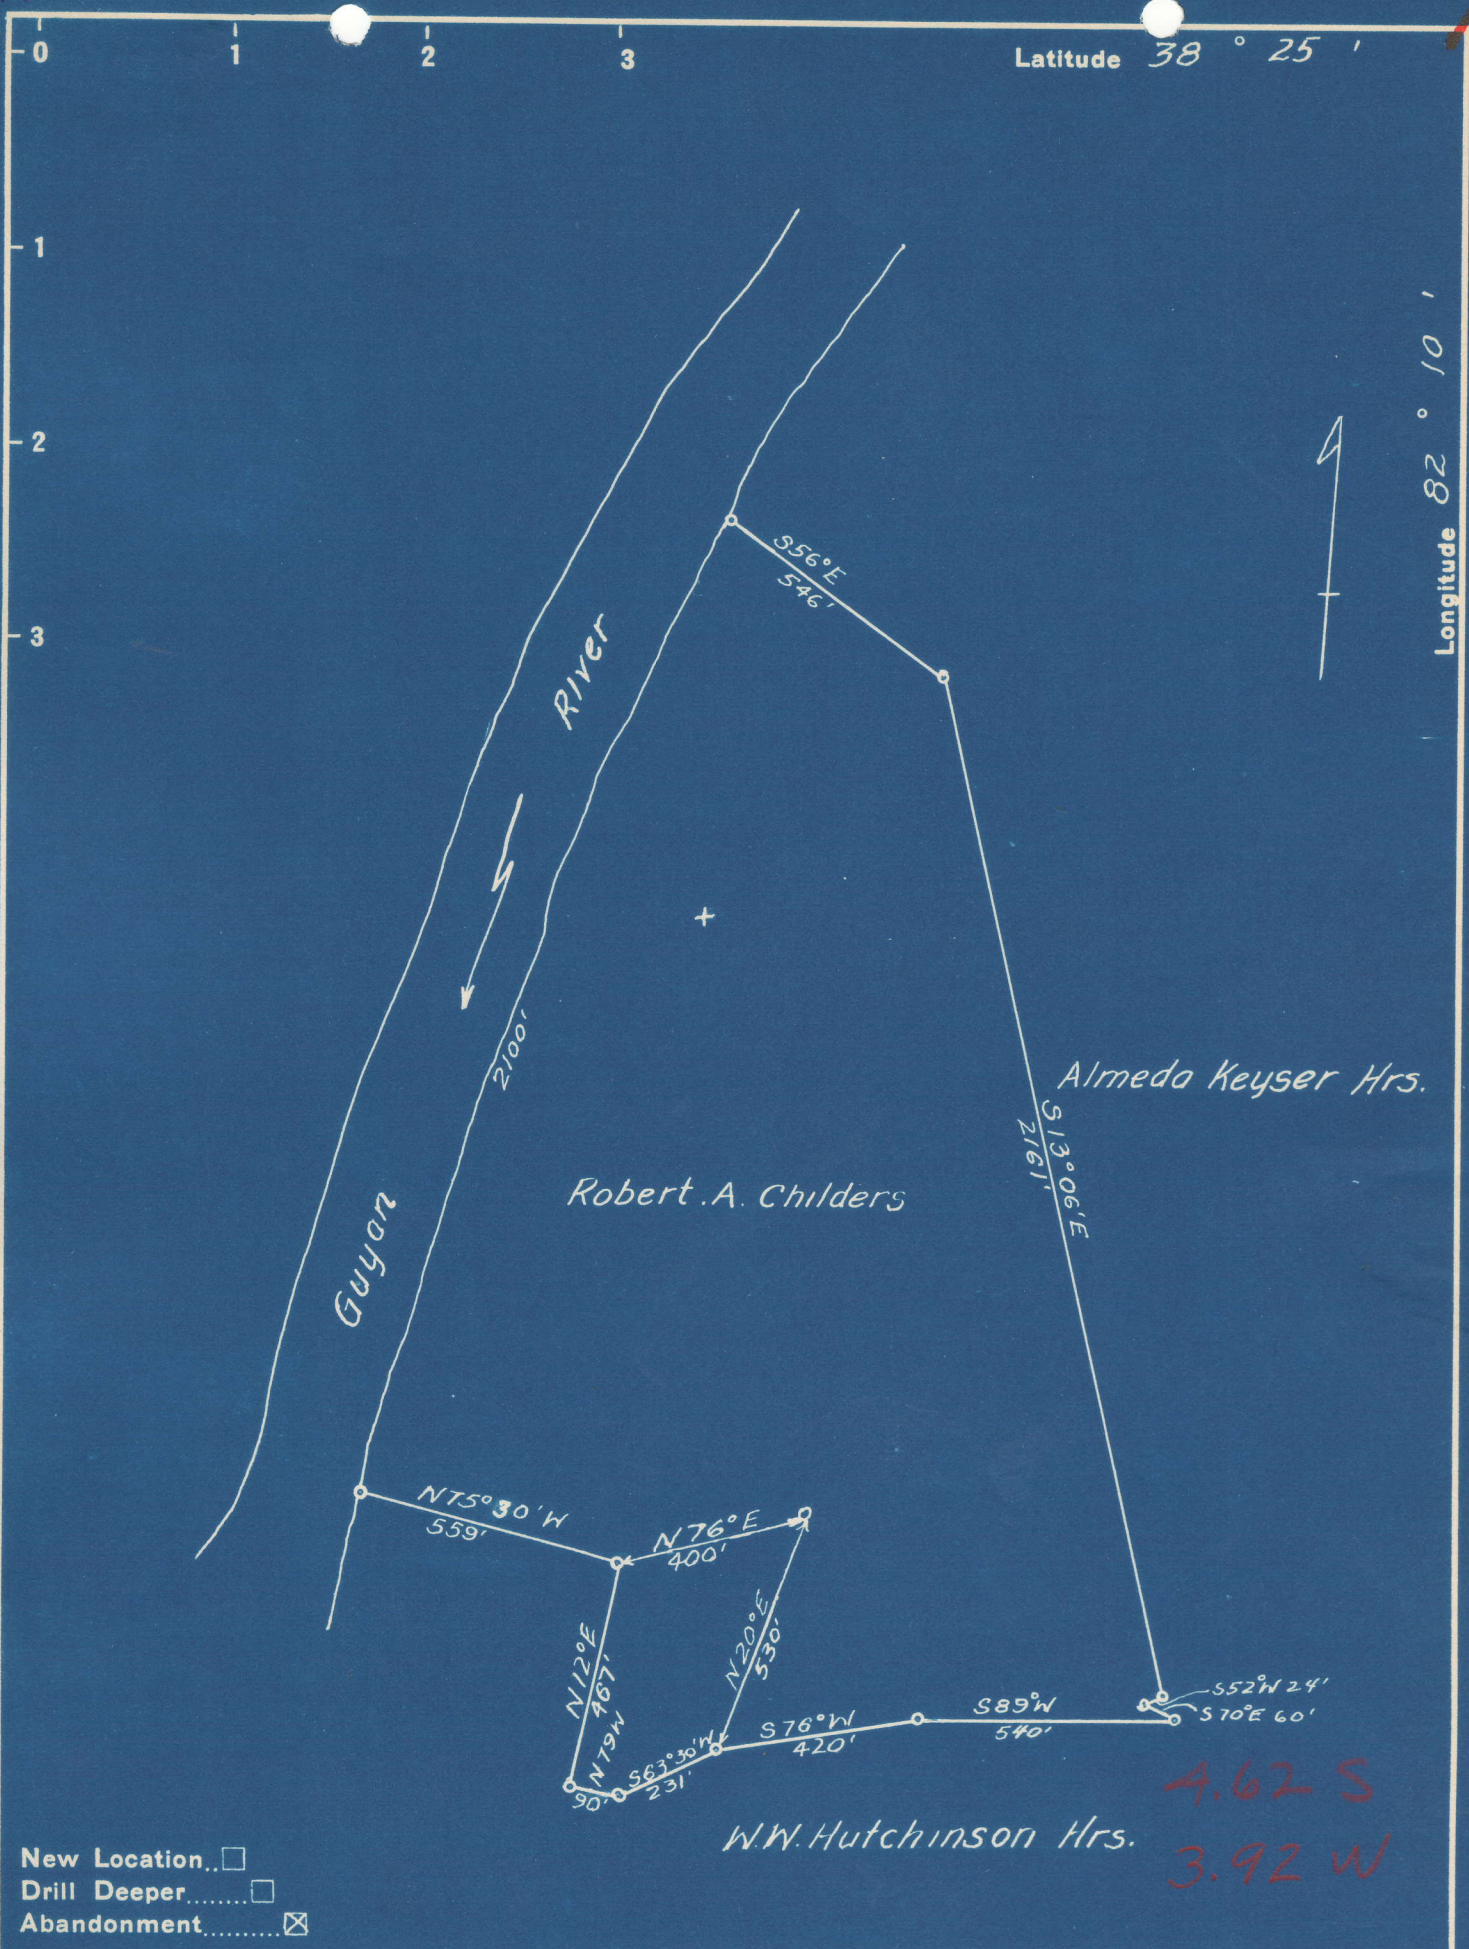 0
1
2
3
Latitude 38° 25'
1
2
3
Longitude 82° 10'
S56°E
546'
River
2100'
Almeda Keyser Hrs.
S13°06'E
2161'
Robert.A. Childers
Guyan
N75°30'W
559'
N76°E
400'
N20°E
530'
N12°E
467'
S52°W 24'
S70°E 60'
S89°W
540'
S76°W
420'
S63°30'W
231'
N79W
90'
4.62 S
W.W.Hutchinson Hrs.
3.92 W
New Location..☐
Drill Deeper.......☐
Abandonment..........☒